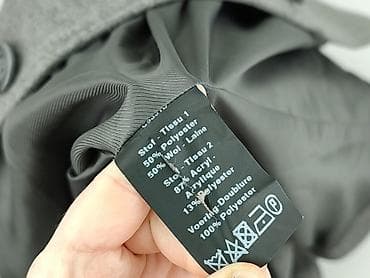 Stof - Tissu 1
50% Polyester
50% Wol - Laine
Stof - Tissu 2
87% Acryl -
Acrylique
13% Polyester
Voering Doublure
100% Polyester